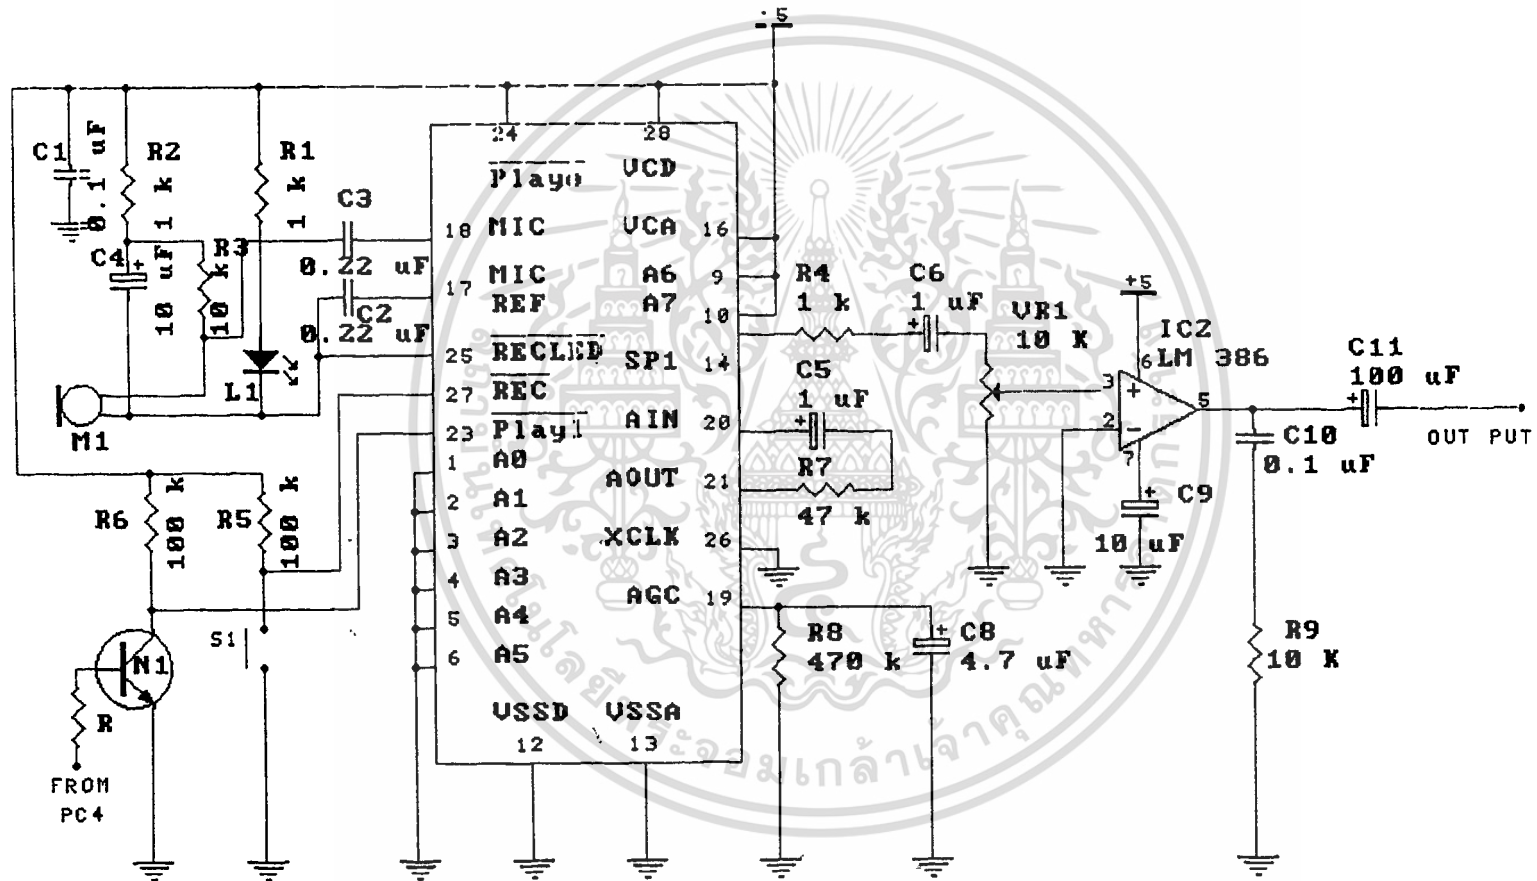 5
C1
0.1 uF
R2
1 k
R1
1 k
C3
0.22 uF
C4
10 uF
R3
10 k
C2
0.22 uF
L1
M1
R6
100 k
R5
100 k
N1
S1
R
FROM
PC4
24
28
VCD
18 MIC
VCA 16
17 MIC
REF
A6 9
A7 10
25 RECLED
SP1 14
27 REC
23
AIN 20
1 A0
AOUT 21
2 A1
3 A2
XCLK 26
4 A3
AGC 19
5 A4
6 A5
VSSD VSSA
12 13
R4
1 k
C6
1 uF
+
VR1
10 K
C5
1 uF
+
R7
47 k
R8
470 k
C8
4.7 uF
+
+5
IC2
LM 386
6
3 +
2 -
5
7
C9
10 uF
+
C10
0.1 uF
R9
10 K
C11
100 uF
+
OUT PUT